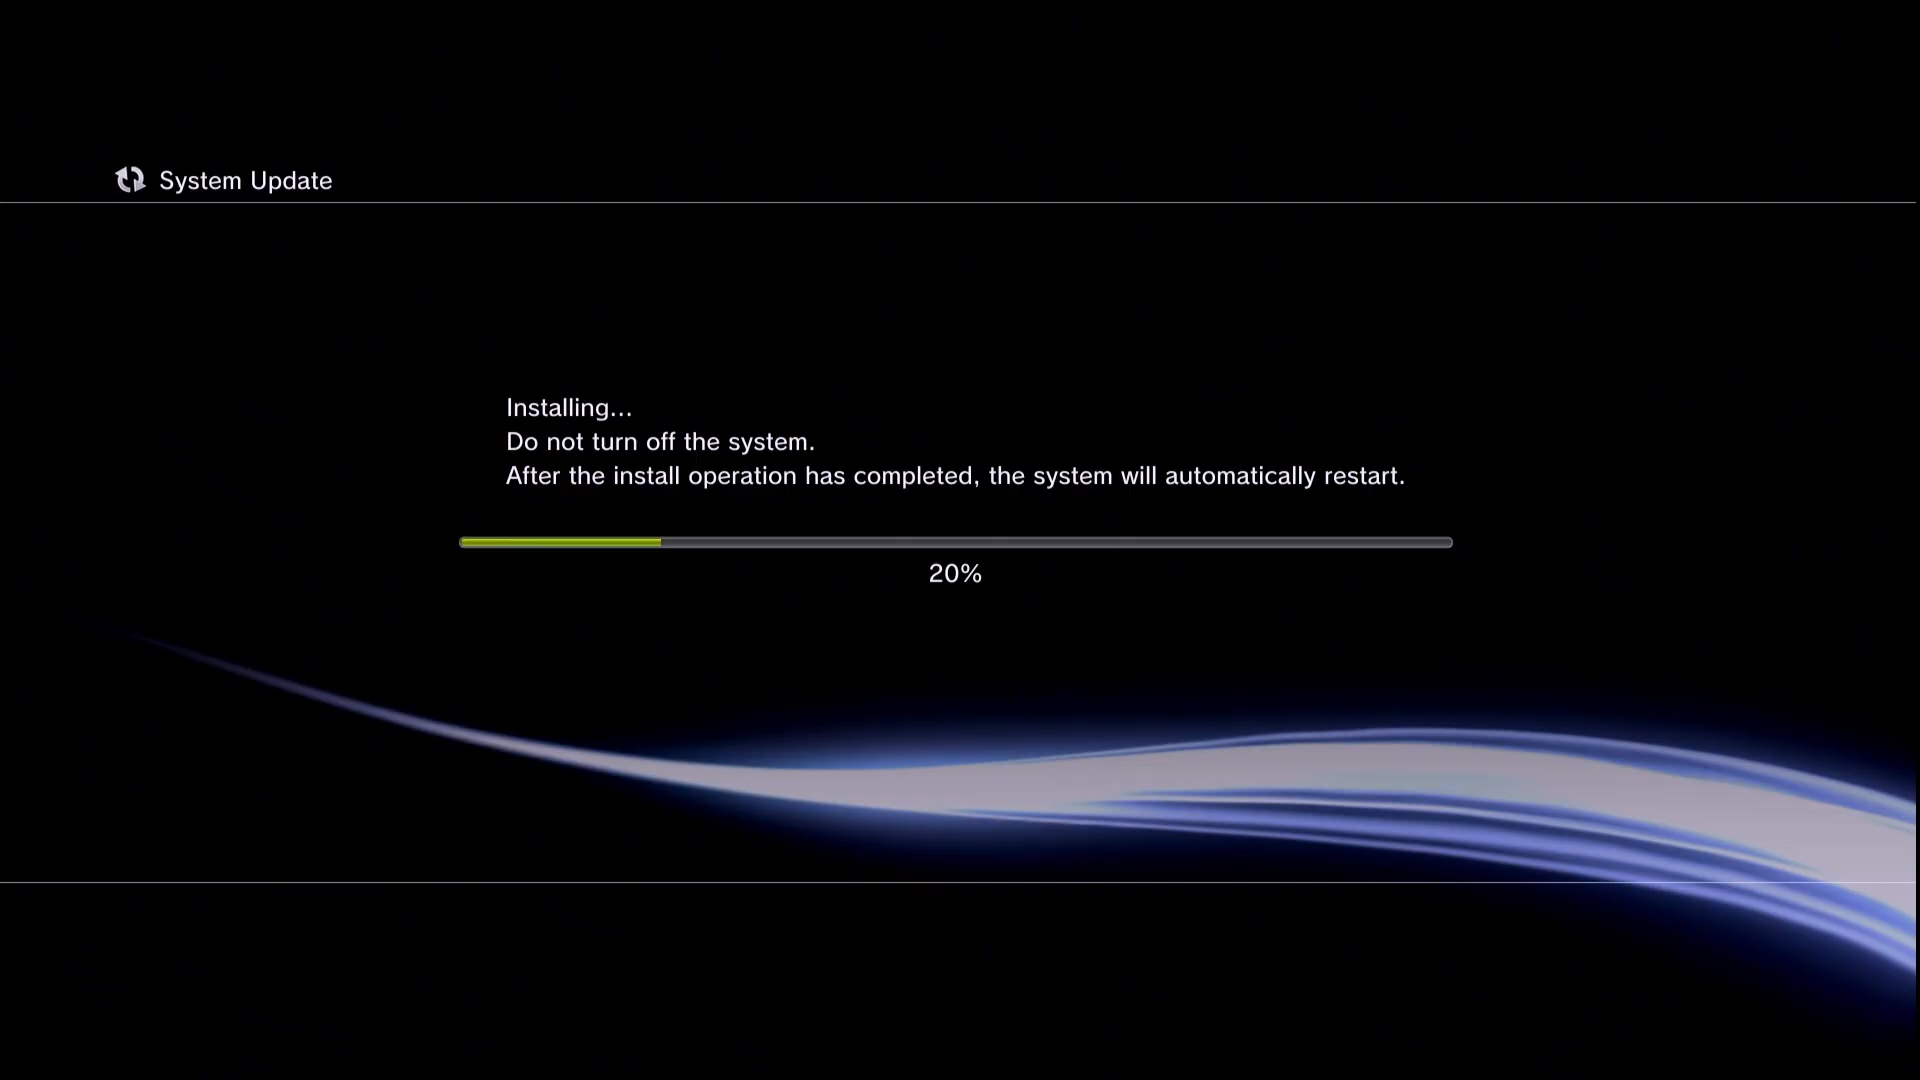 System Update
Installing...
Do not turn off the system.
After the install operation has completed, the system will automatically restart.
20%